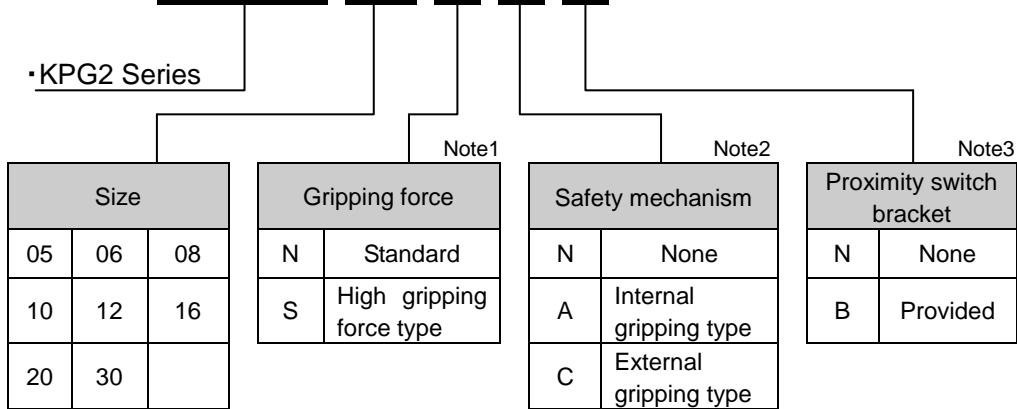 ・KPG2 Series
Note1
Note2
Note3
Size
05 06 08
10 12 16
20 30
Gripping force
N Standard
S High gripping
force type
Safety mechanism
N None
A Internal
gripping type
C External
gripping type
Proximity switch
bracket
N None
B Provided